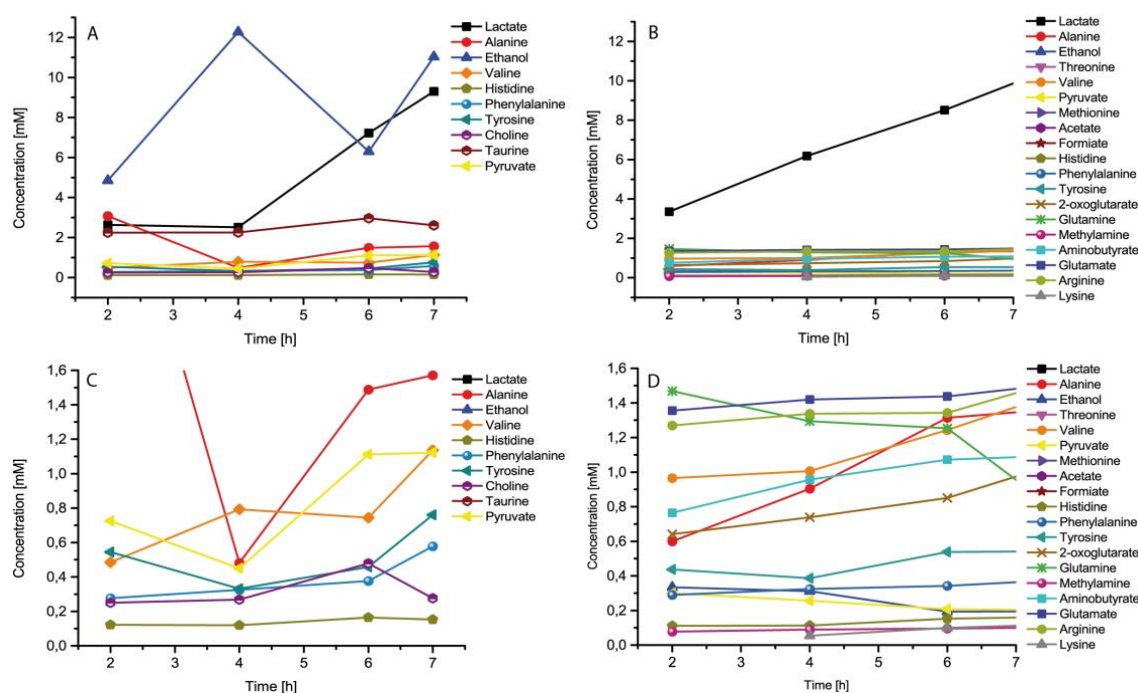 A
Concentration [mM]
12
10
8
6
4
2
0
2
3
4
5
6
7
Time [h]
Lactate
Alanine
Ethanol
Valine
Histidine
Phenylalanine
Tyrosine
Choline
Taurine
Pyruvate
B
Concentration [mM]
12
10
8
6
4
2
0
2
3
4
5
6
7
Time [h]
Lactate
Alanine
Ethanol
Threonine
Valine
Pyruvate
Methionine
Acetate
Formiate
Histidine
Phenylalanine
Tyrosine
2-oxoglutarate
Glutamine
Methylamine
Aminobutyrate
Glutamate
Arginine
Lysine
C
Concentration [mM]
1,6
1,4
1,2
1,0
0,8
0,6
0,4
0,2
0,0
2
3
4
5
6
7
Time [h]
Lactate
Alanine
Ethanol
Valine
Histidine
Phenylalanine
Tyrosine
Choline
Taurine
Pyruvate
D
Concentration [mM]
1,6
1,4
1,2
1,0
0,8
0,6
0,4
0,2
0,0
2
3
4
5
6
7
Time [h]
Lactate
Alanine
Ethanol
Threonine
Valine
Pyruvate
Methionine
Acetate
Formiate
Histidine
Phenylalanine
Tyrosine
2-oxoglutarate
Glutamine
Methylamine
Aminobutyrate
Glutamate
Arginine
Lysine